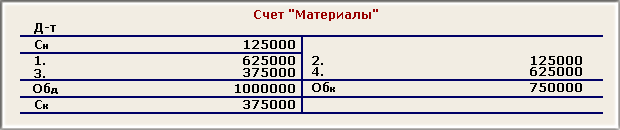 Счет "Материалы"
Д-т
Сн 125000
1. 625000 2. 125000
3. 375000 4. 625000
Обд 1000000 Обк 750000
Ск 375000